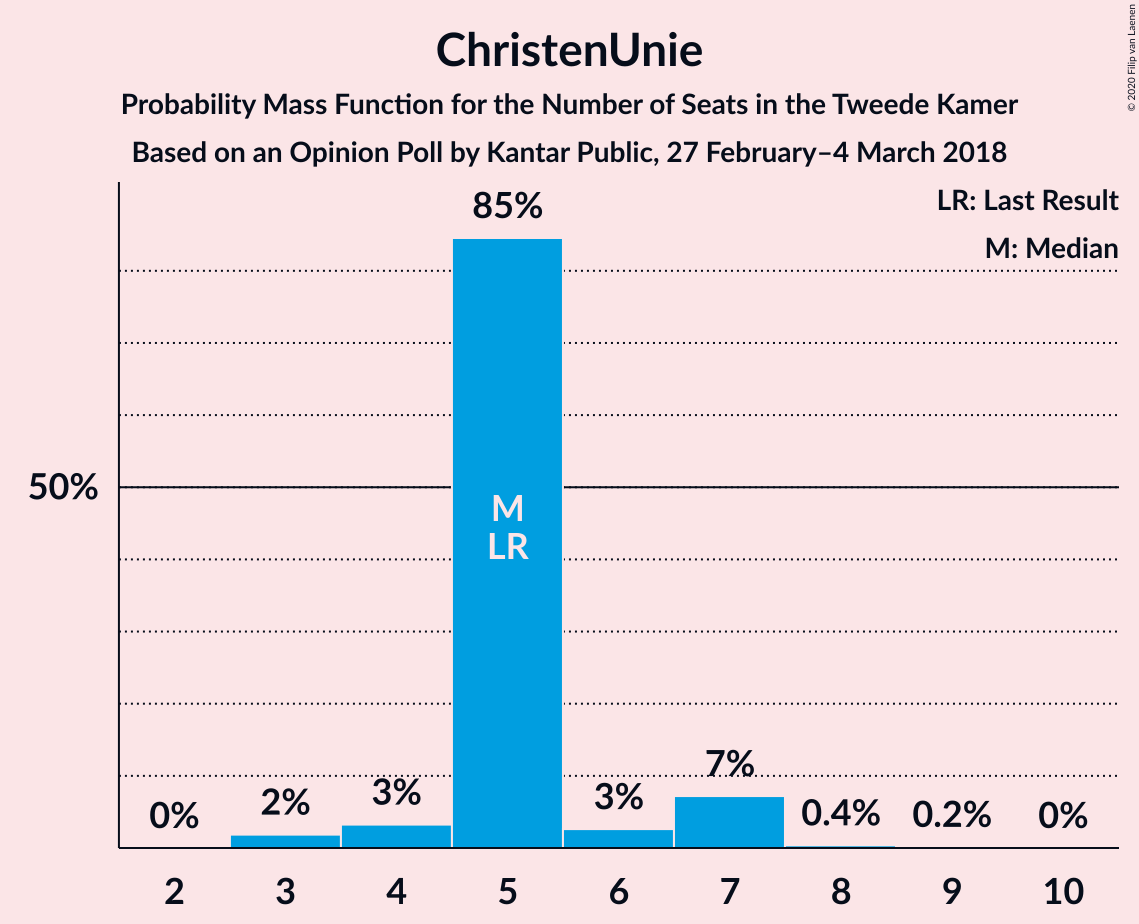 ChristenUnie
Probability Mass Function for the Number of Seats in the Tweede Kamer
Based on an Opinion Poll by Kantar Public, 27 February–4 March 2018
© 2020 Filip van Laenen
LR: Last Result
M: Median
85%
50%
M
LR
0%
2%
3%
3%
7%
0.4%
0.2%
0%
2 3 4 5 6 7 8 9 10